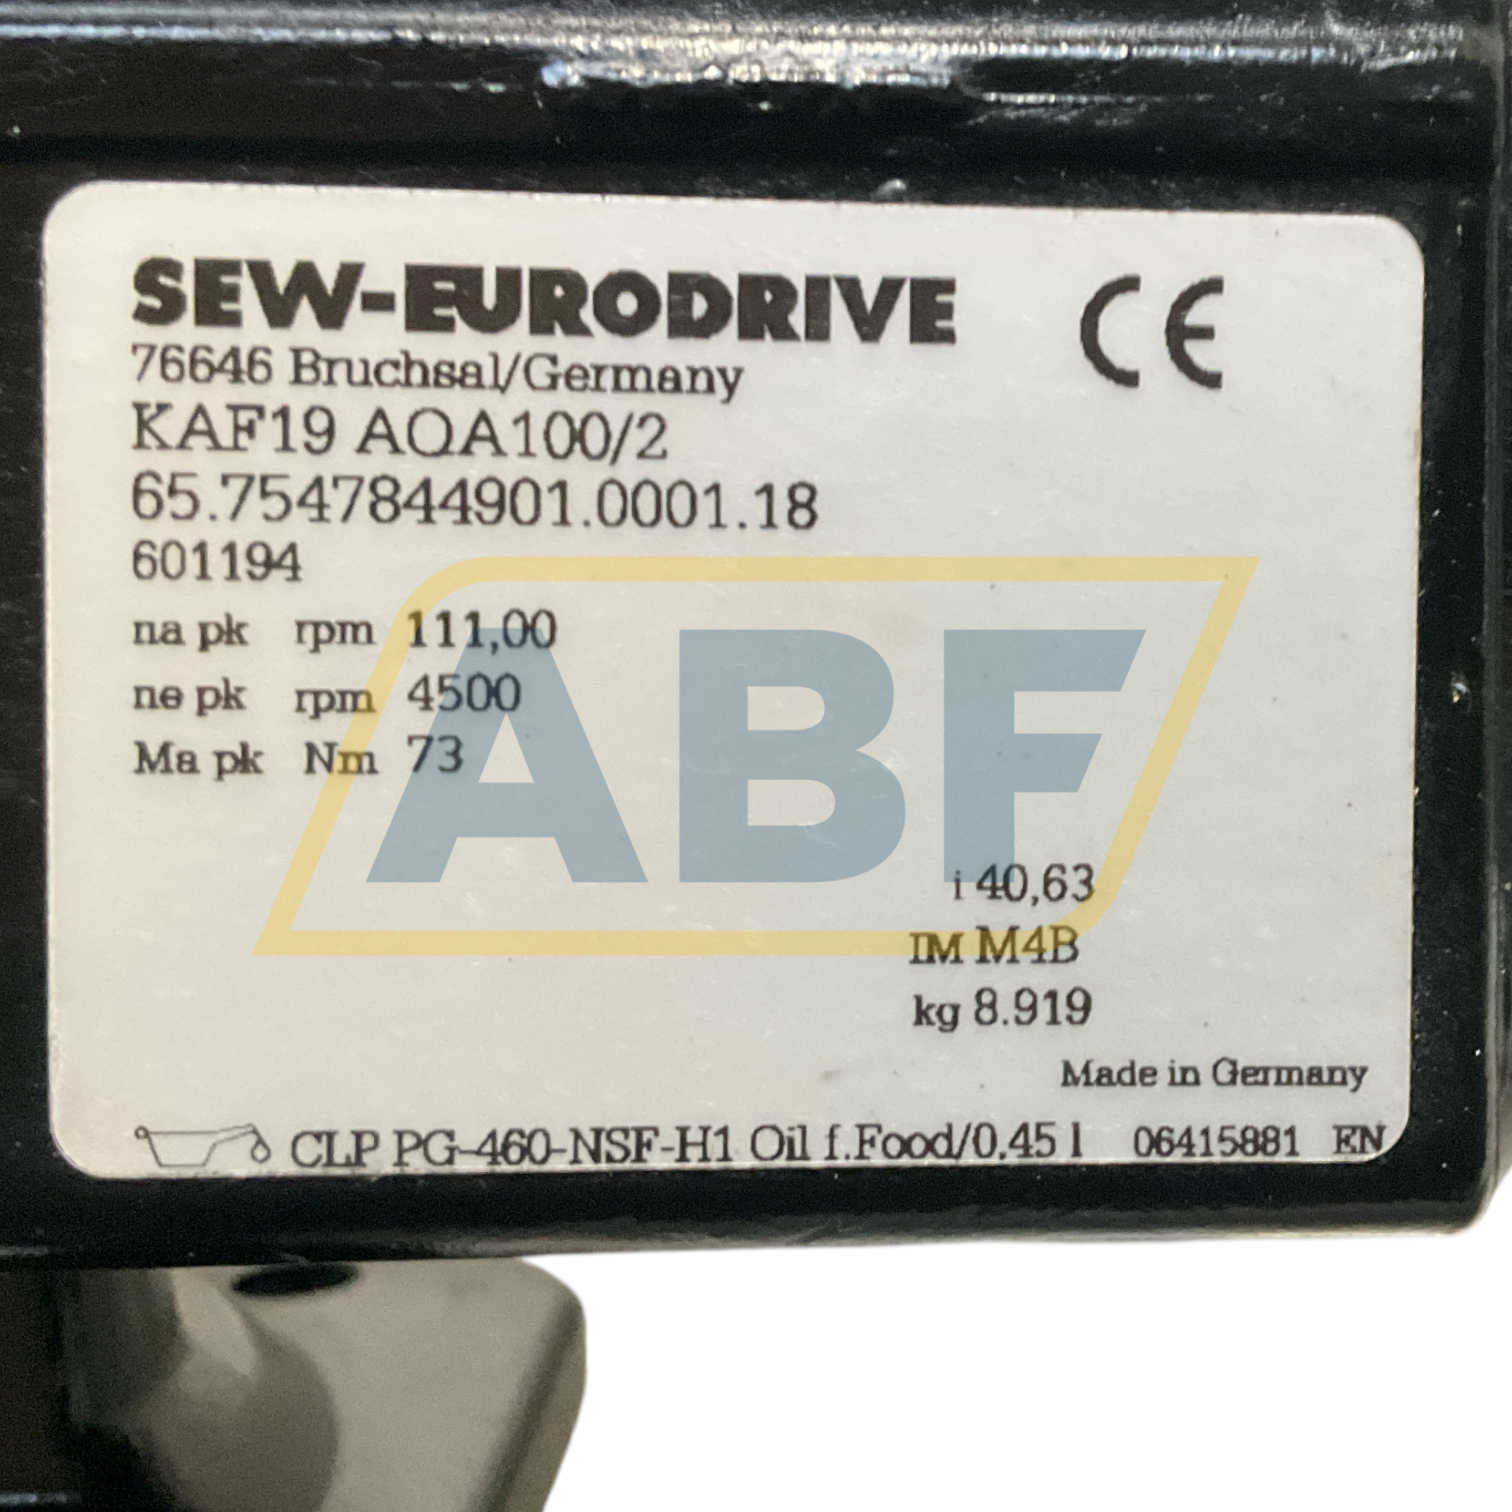 SEW-EURODRIVE CE
76646 Bruchsal/Germany
KAF19 AQA100/2
65.7547844901.0001.18
601194
na pk rpm 111,00
ne pk rpm 4500
Ma pk Nm 73
ABF
i 40,63
IM M4B
kg 8.919
Made in Germany
CLP PG-460-NSF-H1 Oil f.Food/0.45 l 06415881 EN